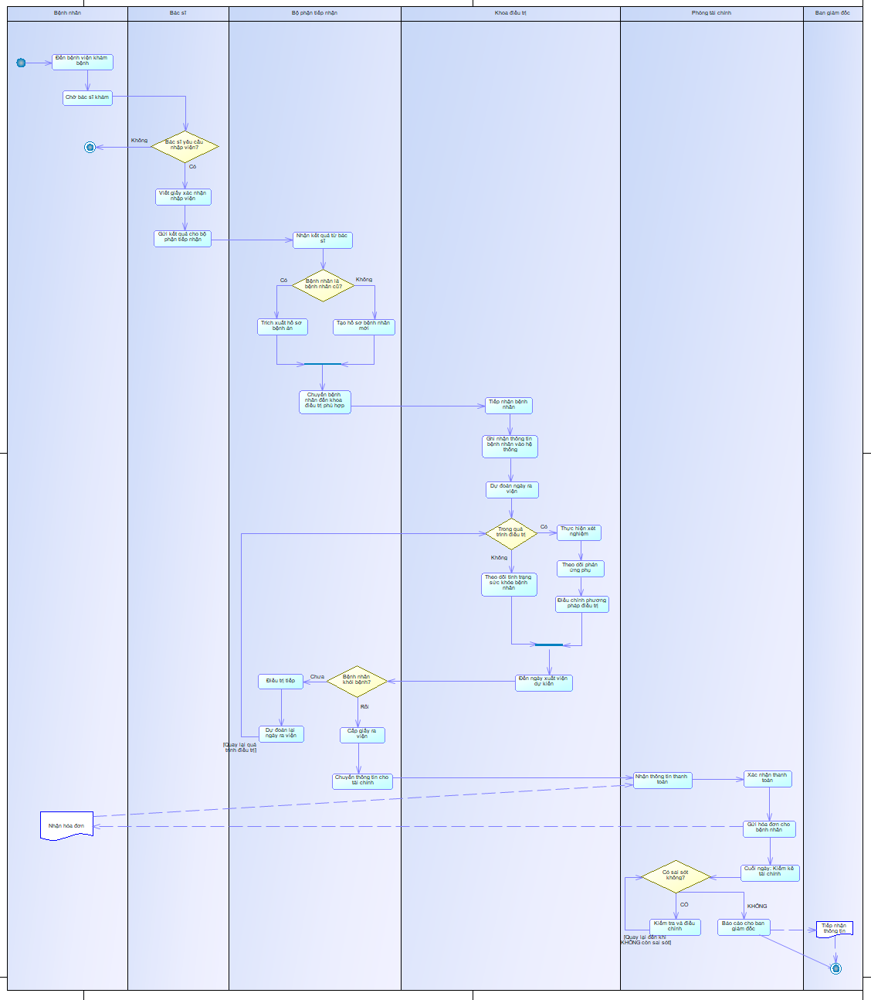 Bệnh nhân
Bác sĩ
Bộ phận tiếp nhận
Khoa điều trị
Phòng tài chính
Ban giám đốc
Đến bệnh viện khám
bệnh
Chờ bác sĩ khám
Không
Bác sĩ yêu cầu
nhập viện?
Có
Viết giấy xác nhận
nhập viện
Gửi kết quả cho bộ
phận tiếp nhận
Nhận kết quả từ bác
sĩ
Có
Bệnh nhân là
bệnh nhân cũ?
Không
Trích xuất hồ sơ
bệnh án
Tạo hồ sơ bệnh nhân
mới
Chuyển bệnh
nhân đến khoa
điều trị phù hợp
Tiếp nhận bệnh
nhân
Ghi nhận thông tin
bệnh nhân vào hệ
thống
Dự đoán ngày ra
viện
Trong quá
trình điều trị
Có
Thực hiện xét
nghiệm
Không
Theo dõi phản
ứng phụ
Theo dõi tình trạng
sức khỏe bệnh
nhân
Điều chỉnh phương
pháp điều trị
Đến ngày xuất viện
dự kiến
Bệnh nhân
khỏi bệnh?
Chưa
Điều trị tiếp
Rồi
Dự đoán lại
ngày ra viện
[Quay lại quá
trình điều trị]
Cấp giấy ra
viện
Chuyển thông tin cho
tài chính
Nhận thông tin thanh
toán
Xác nhận thanh
toán
Nhận hóa đơn
Gửi hóa đơn cho
bệnh nhân
Cuối ngày: Kiểm kê
tài chính
Có sai sót
không?
CÓ
KHÔNG
Kiểm tra và điều
chỉnh
[Quay lại đến khi
KHÔNG còn sai sót]
Báo cáo cho ban
giám đốc
Tiếp nhận
thông tin